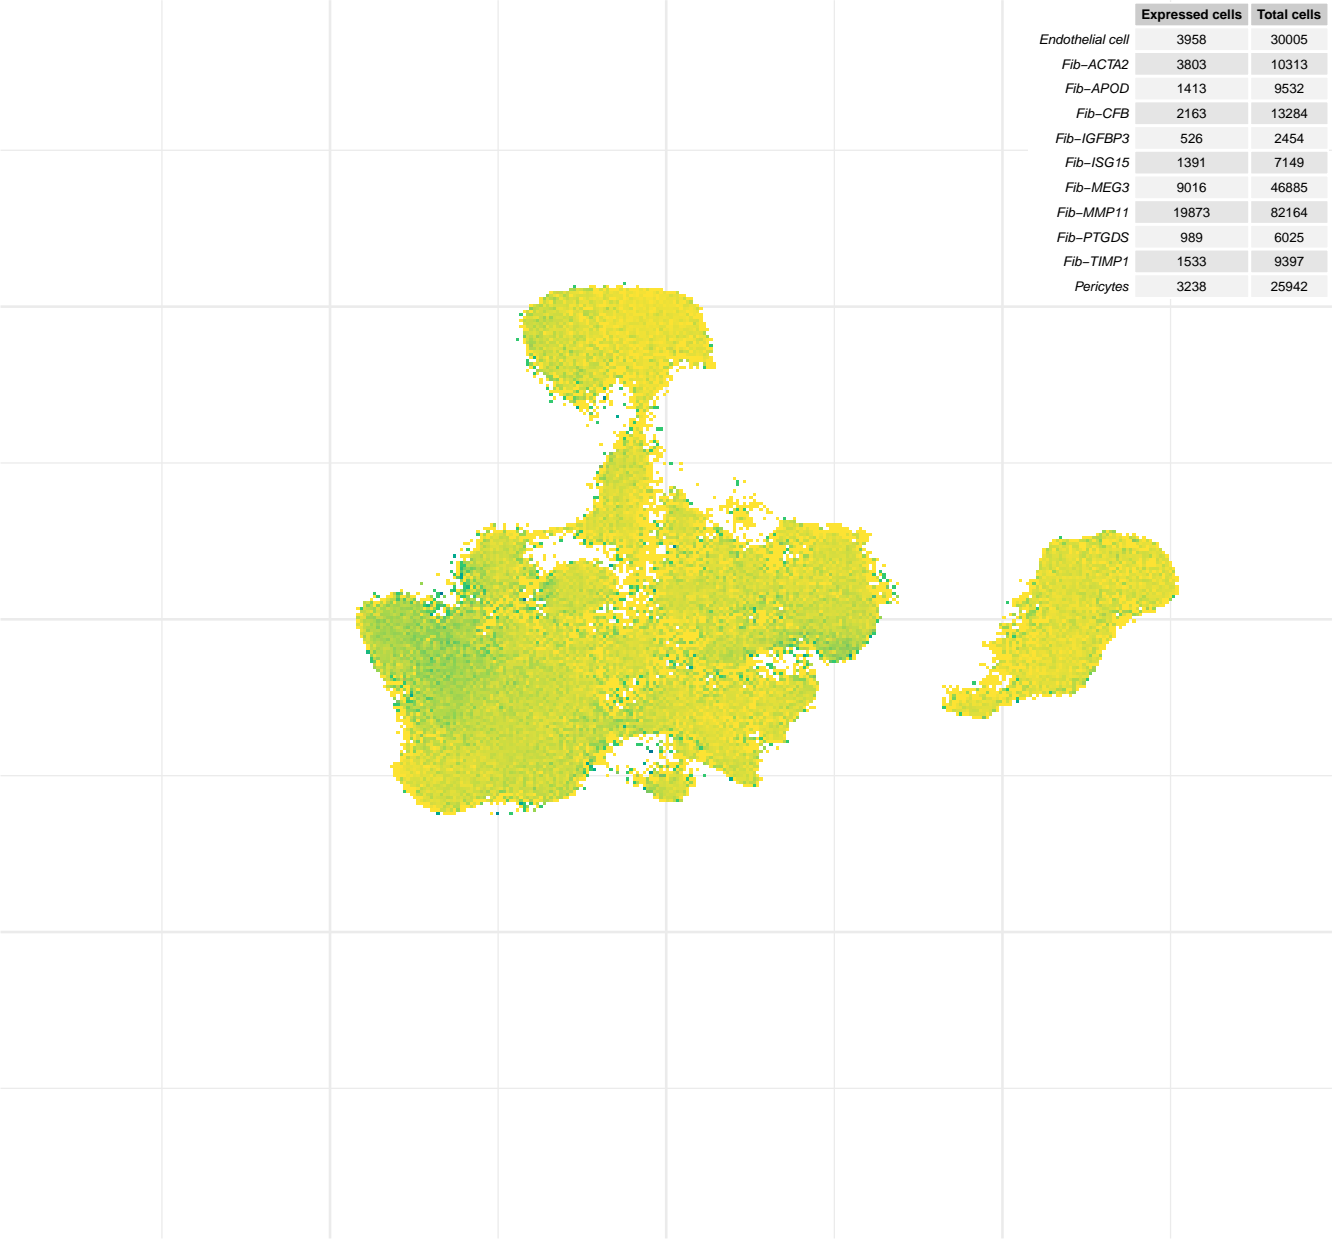 Expressed cells Total cells
Endothelial cell 3958 30005
Fib−ACTA2 3803 10313
Fib−APOD 1413 9532
Fib−CFB 2163 13284
Fib−IGFBP3 526 2454
Fib−ISG15 1391 7149
Fib−MEG3 9016 46885
Fib−MMP11 19873 82164
Fib−PTGDS 989 6025
Fib−TIMP1 1533 9397
Pericytes 3238 25942